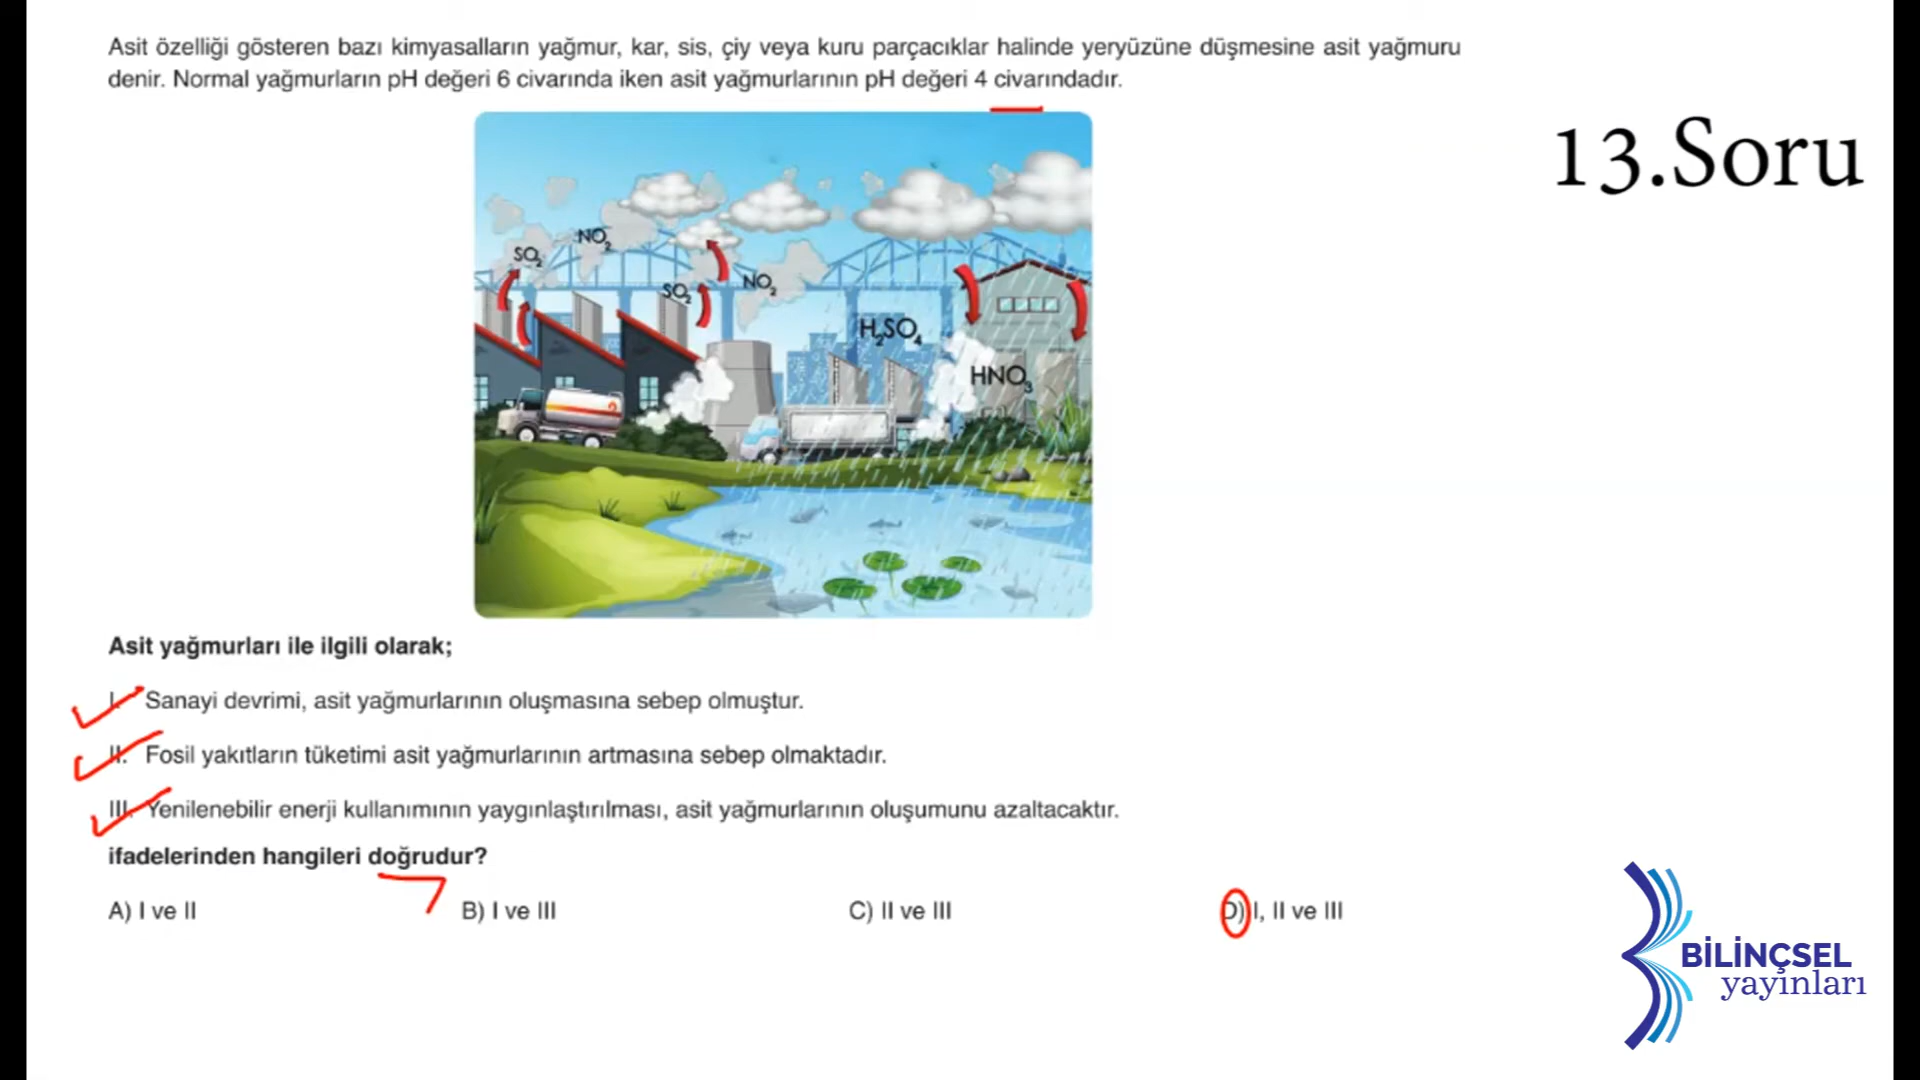 Asit özelliği gösteren bazı kimyasalların yağmur, kar, sis, çiy veya kuru parçacıklar halinde yeryüzüne düşmesine asit yağmuru
denir. Normal yağmurların pH değeri 6 civarında iken asit yağmurlarının pH değeri 4 civarındadır.
13.Soru
NO2
SO2
SO2
NO2
H2SO4
HNO3
Asit yağmurları ile ilgili olarak;
I. Sanayi devrimi, asit yağmurlarının oluşmasına sebep olmuştur.
II. Fosil yakıtların tüketimi asit yağmurlarının artmasına sebep olmaktadır.
III. Yenilenebilir enerji kullanımının yaygınlaştırılması, asit yağmurlarının oluşumunu azaltacaktır.
ifadelerinden hangileri doğrudur?
A) I ve II B) I ve III C) II ve III D) I, II ve III
BİLİNÇSEL
yayınları